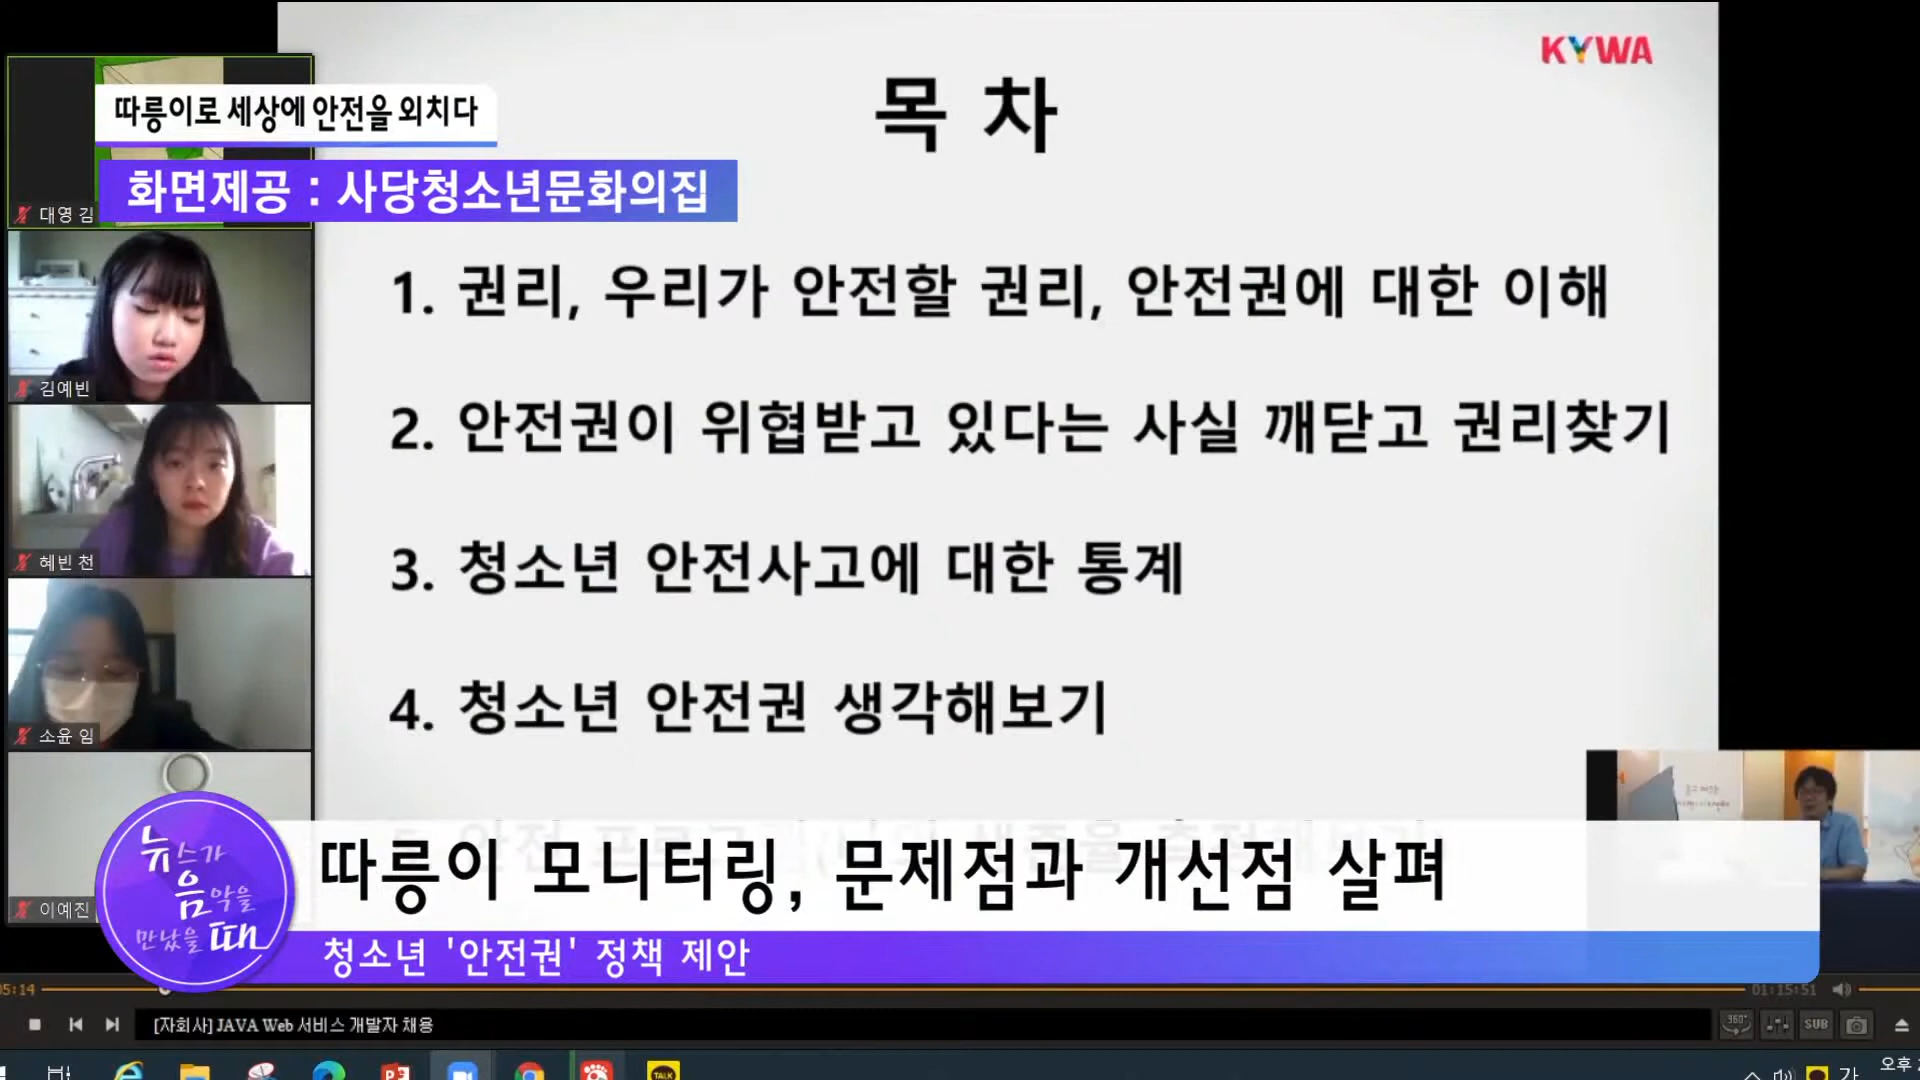 KYWA
목 차
따릉이로 세상에 안전을 외치다
화면제공 : 사당청소년문화의집
대영 김
1. 권리, 우리가 안전할 권리, 안전권에 대한 이해
김예빈
2. 안전권이 위협받고 있다는 사실 깨닫고 권리찾기
혜빈 천
3. 청소년 안전사고에 대한 통계
4. 청소년 안전권 생각해보기
소윤 임
이예진
뉴스가
음악을
만났을 때
따릉이 모니터링, 문제점과 개선점 살펴
청소년 '안전권' 정책 제안
05:14
01:15:51
[자회사] JAVA Web 서비스 개발자 채용
360°
SUB
TALK
가
오후